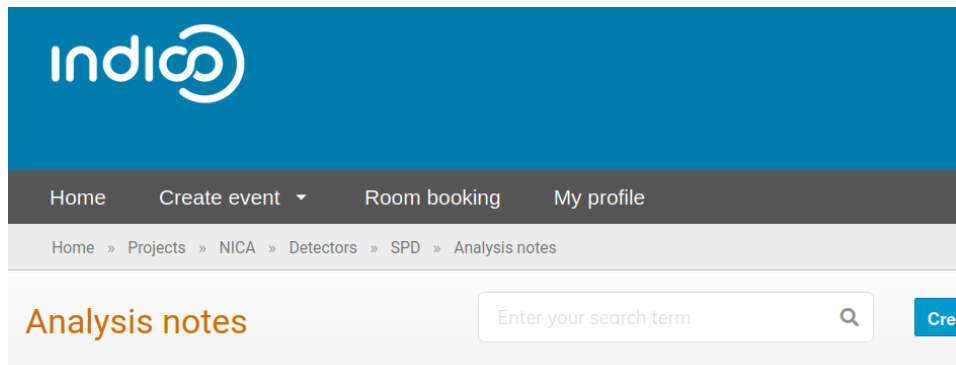 indico
Home Create event Room booking My profile
Home » Projects » NICA » Detectors » SPD » Analysis notes
Analysis notes Enter your search term Cre